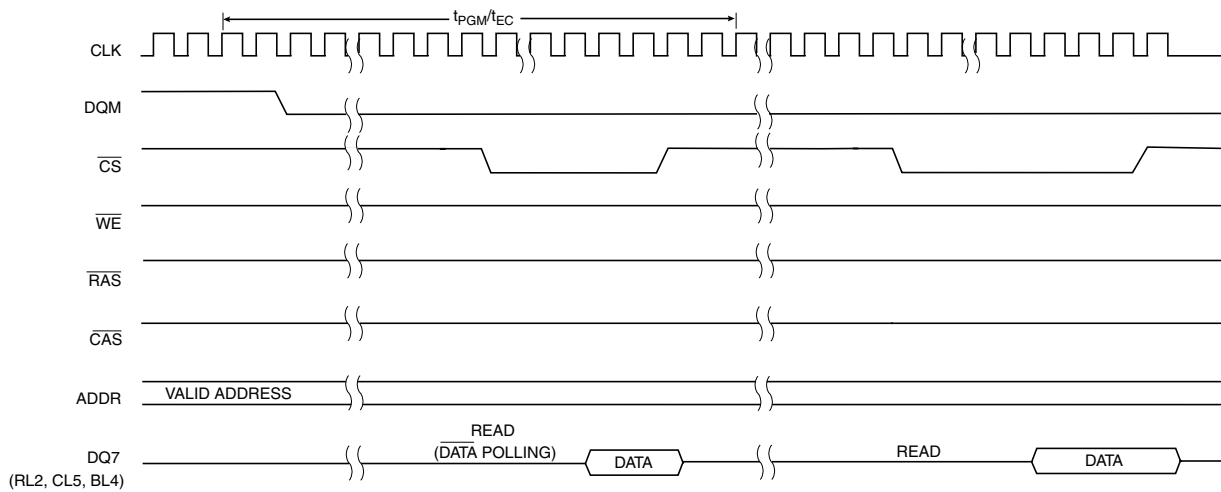 tPGM/tEC
CLK
DQM
CS
WE
RAS
CAS
ADDR
VALID ADDRESS
READ
(DATA POLLING)
DQ7
DATA
READ
DATA
(RL2, CL5, BL4)